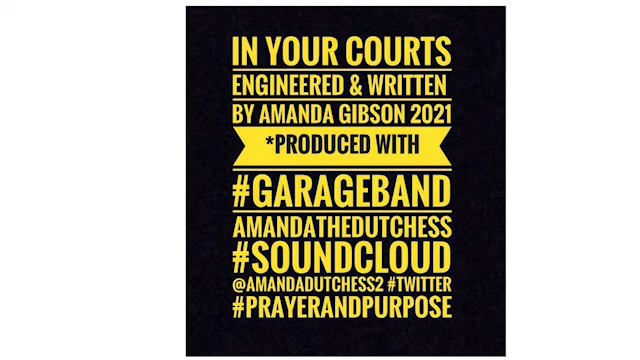 IN YOUR COURTS
ENGINEERED & WRITTEN
BY AMANDA GIBSON 2021
*PRODUCED WITH
#GARAGEBAND
AMANDATHEDUTCHESS
#SOUNDCLOUD
@AMANDADUTCHESS2 #TWITTER
#PRAYERANDPURPOSE